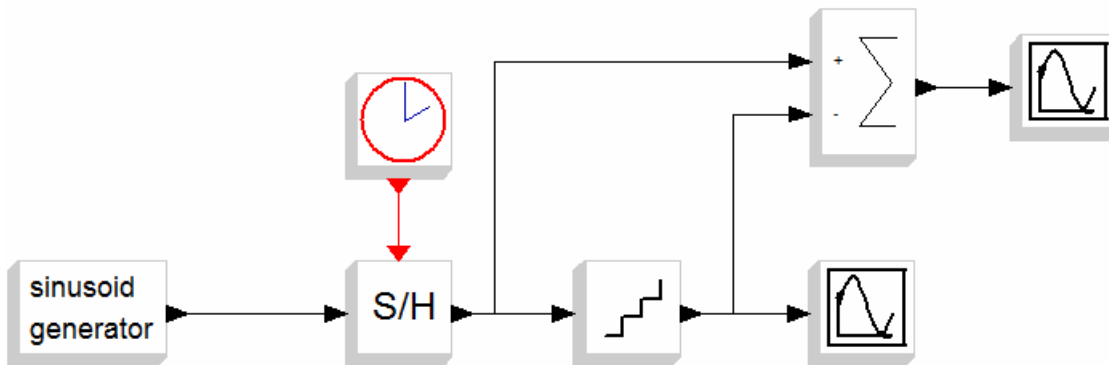 +
-
sinusoid
generator
S/H